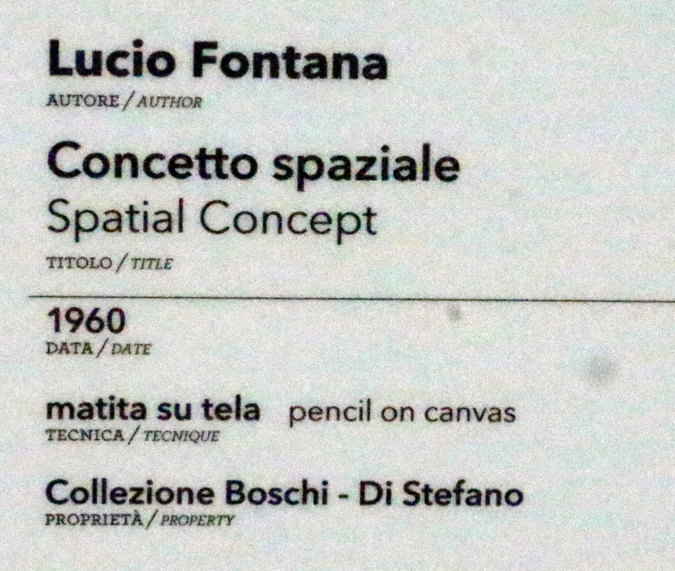 Lucio Fontana
AUTORE / AUTHOR
Concetto spaziale
Spatial Concept
TITOLO / TITLE
1960
DATA / DATE
matita su tela pencil on canvas
TECNICA / TECNIQUE
Collezione Boschi - Di Stefano
PROPRIETÀ / PROPERTY